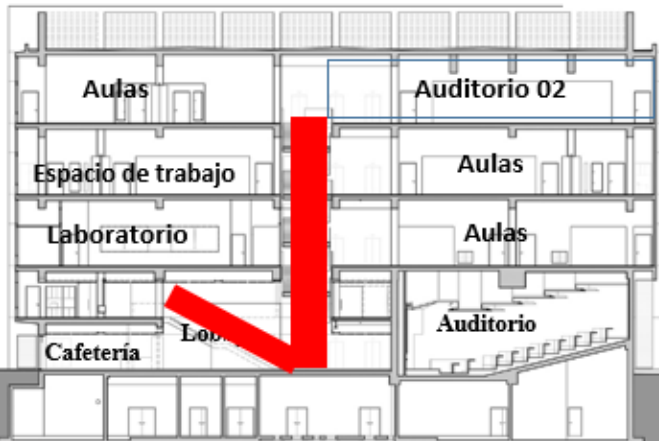 Aulas
Auditorio 02
Espacio de trabajo
Aulas
Laboratorio
Aulas
Auditorio
Cafetería